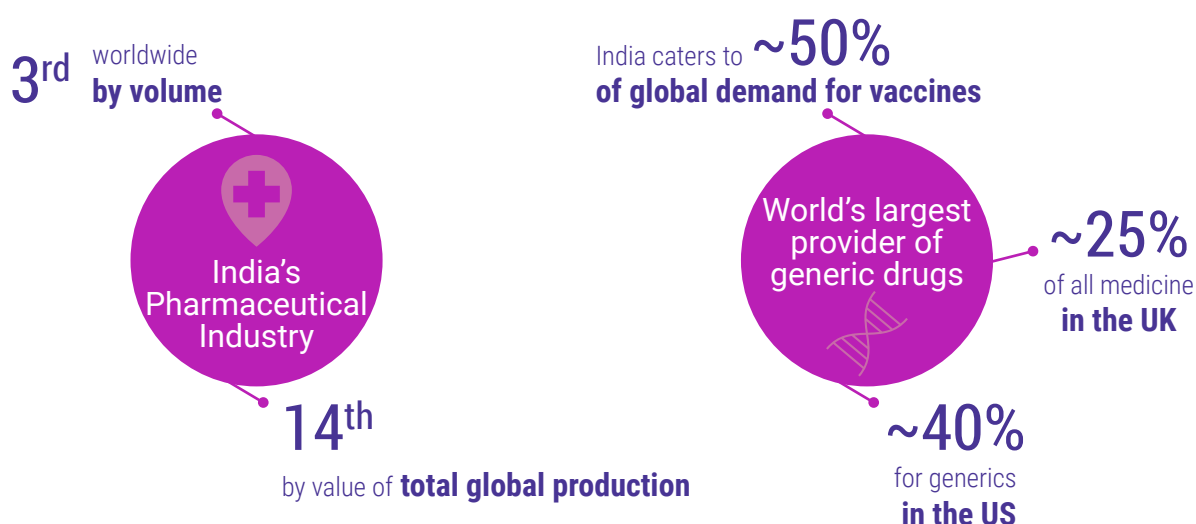 3rd worldwide
by volume
India's
Pharmaceutical
Industry
14th
by value of total global production
India caters to ~50%
of global demand for vaccines
World's largest
provider of
generic drugs
~25%
of all medicine
in the UK
~40%
for generics
in the US